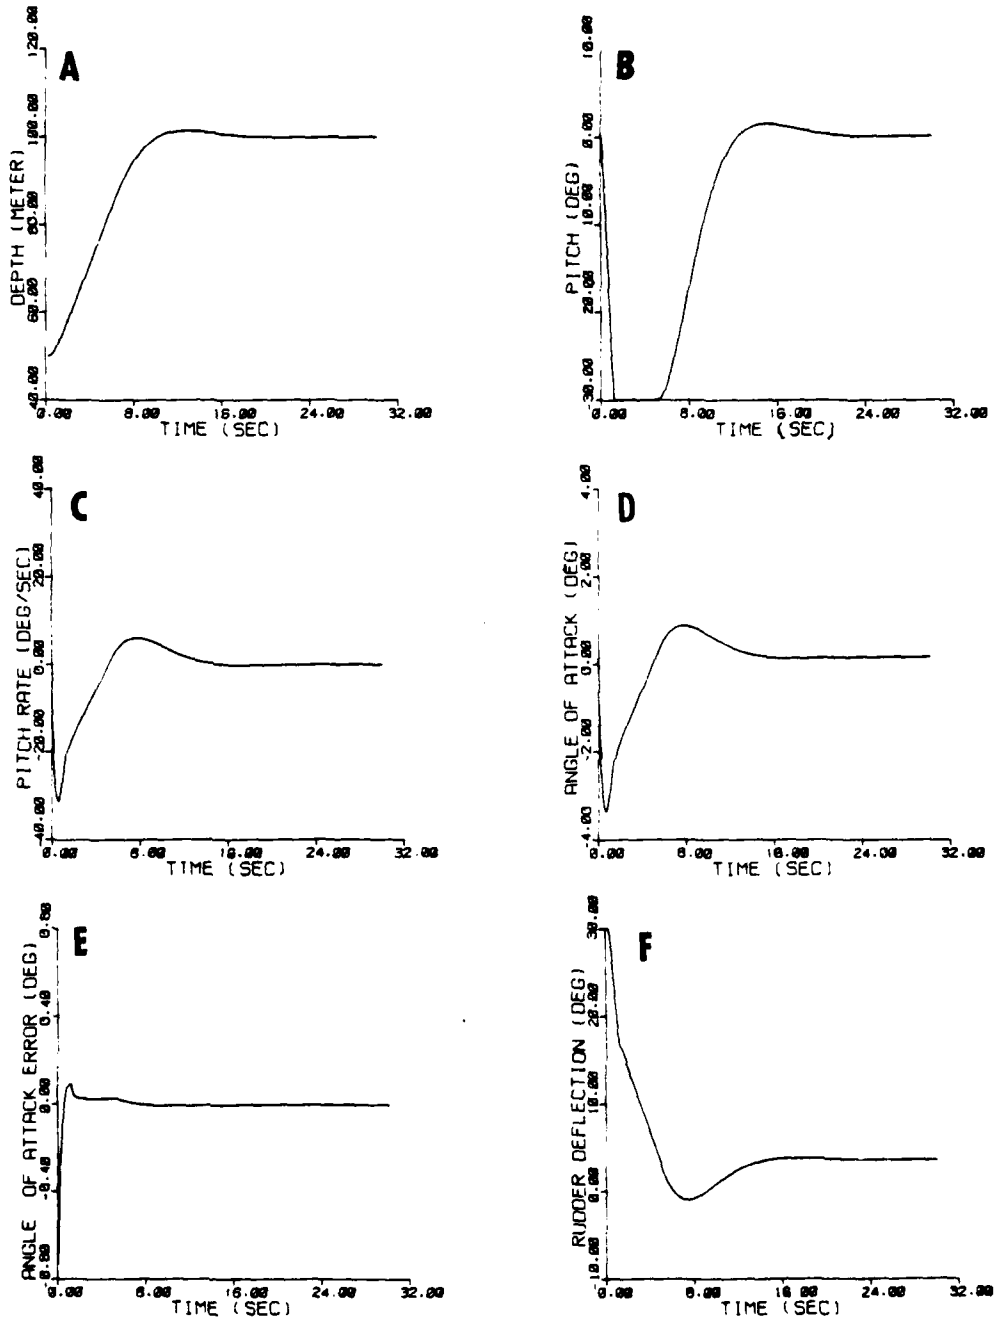 A
DEPTH (METER)
120.00
100.00
80.00
60.00
40.00
0.00 8.00 16.00 24.00 32.00
TIME (SEC)
B
PITCH (DEG)
10.00
0.00
10.00
20.00
-30.00
0.00 8.00 16.00 24.00 32.00
TIME (SEC)
C
PITCH RATE (DEG/SEC)
40.00
20.00
0.00
-20.00
-40.00
0.00 8.00 16.00 24.00 32.00
TIME (SEC)
D
ANGLE OF ATTACK (DEG)
4.00
2.00
0.00
-2.00
-4.00
0.00 8.00 16.00 24.00 32.00
TIME (SEC)
E
ANGLE OF ATTACK ERROR (DEG)
0.80
0.40
0.00
-0.40
-0.80
0.00 8.00 16.00 24.00 32.00
TIME (SEC)
F
RUDDER DEFLECTION (DEG)
30.00
20.00
10.00
0.00
-10.00
0.00 8.00 16.00 24.00 32.00
TIME (SEC)